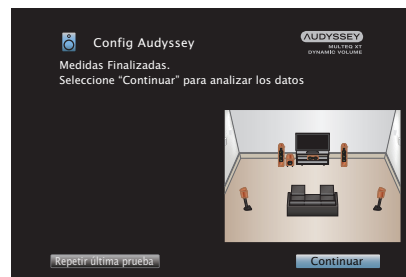 Config Audyssey
AUDYSSEY
MULTEQ XT
DYNAMIC VOLUME
Medidas Finalizadas.
Seleccione “Continuar” para analizar los datos
Repetir última prueba
Continuar